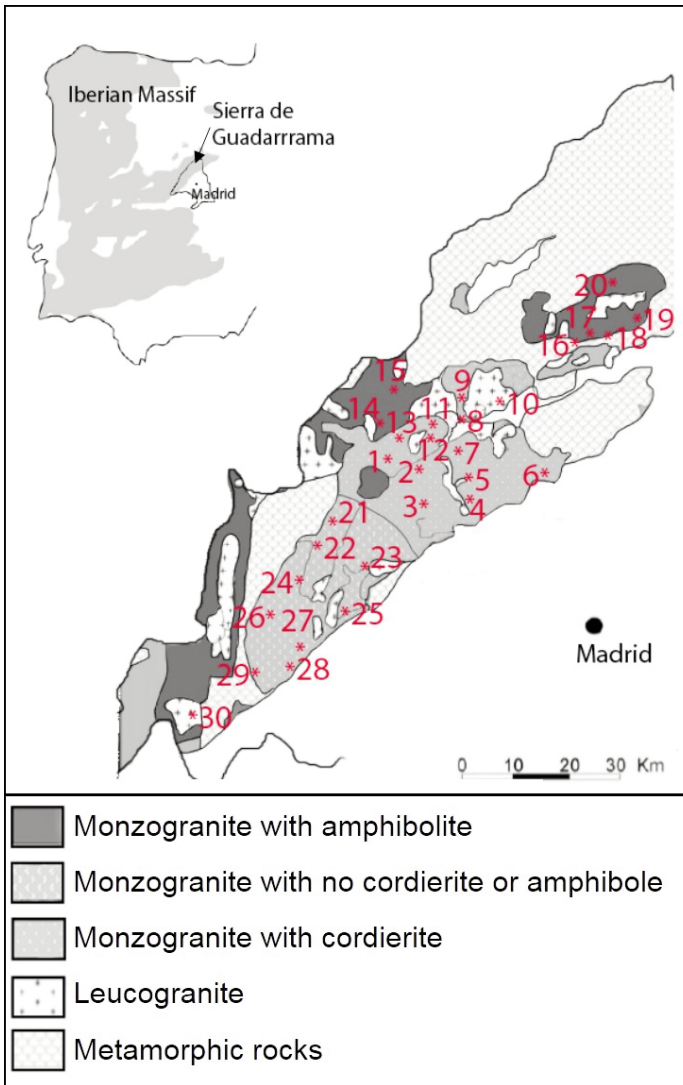 Iberian Massif
Sierra de
Guadarrrama
Madrid
20
17
19
16
18
15
9
14
11
10
13
8
12
1
7
2
5
6
3
4
21
22
23
24
26
27
25
29
28
30
Madrid
0 10 20 30 Km
Monzogranite with amphibolite
Monzogranite with no cordierite or amphibole
Monzogranite with cordierite
Leucogranite
Metamorphic rocks